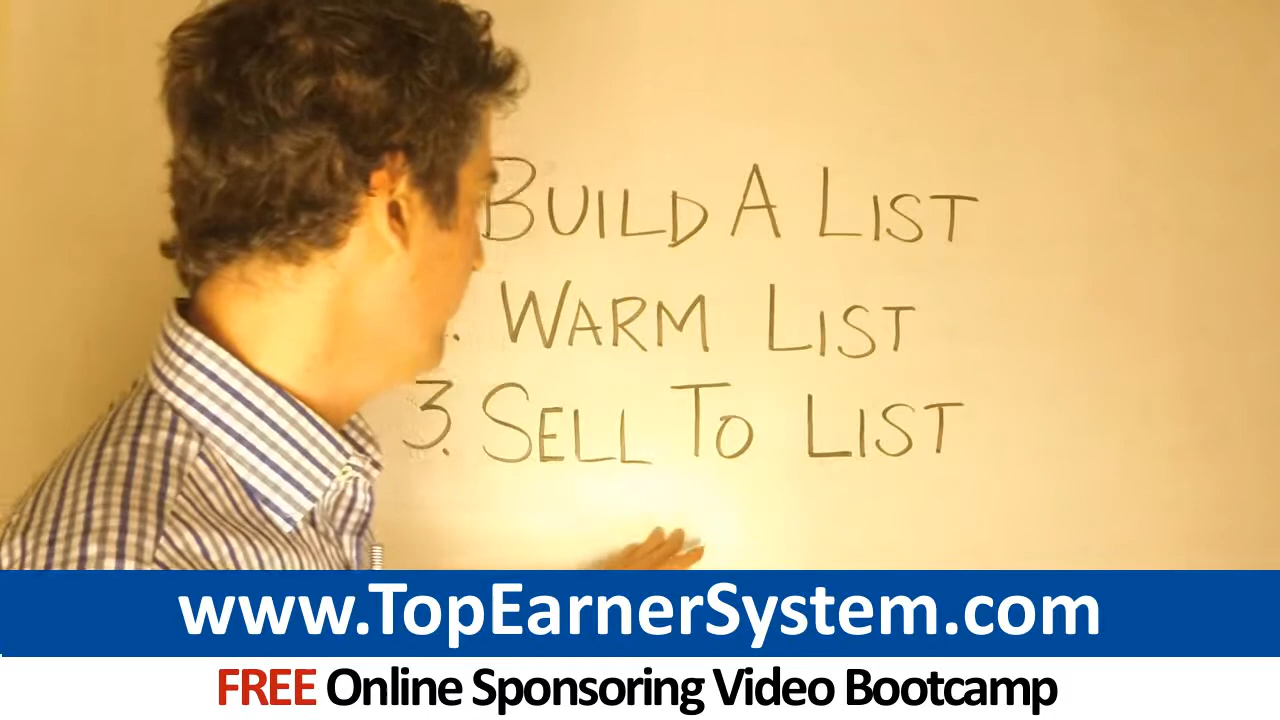 BUILD A LIST
. WARM LIST
3. SELL TO LIST
www.TopEarnerSystem.com
FREE Online Sponsoring Video Bootcamp